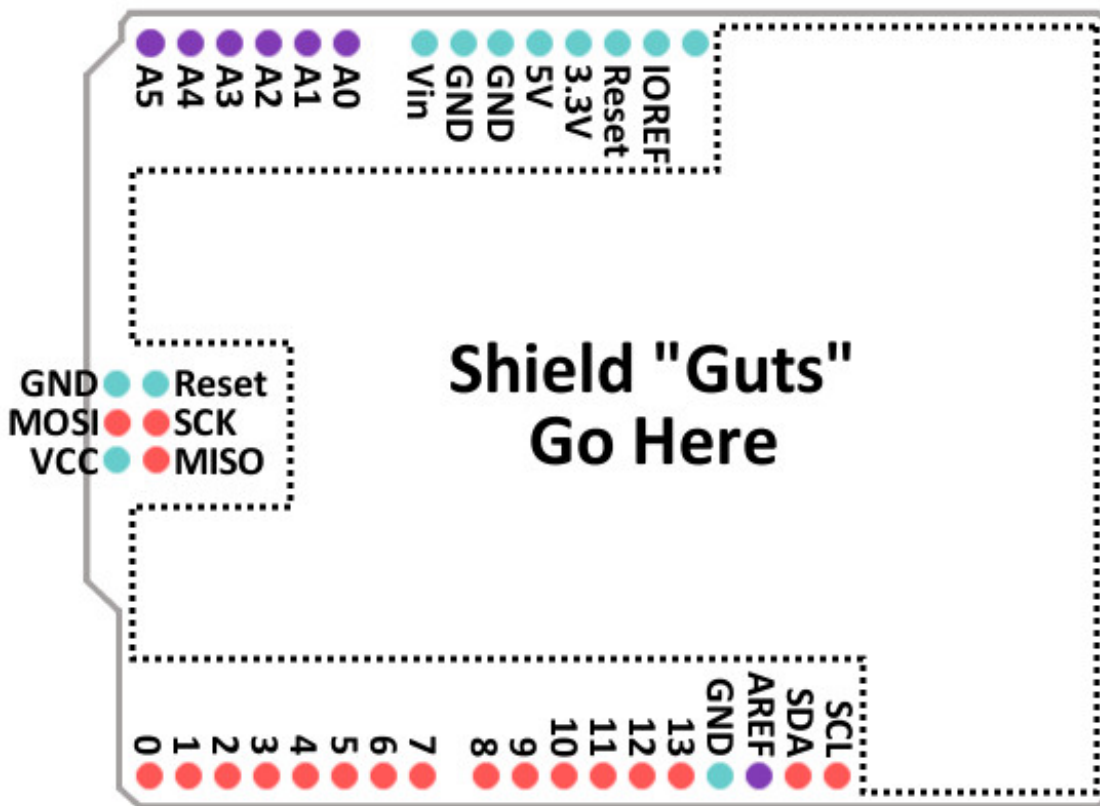 A5 A4 A3 A2 A1 A0 Vin GND GND 5V 3.3V Reset IOREF
Shield "Guts"
Go Here
GND Reset
MOSI SCK
VCC MISO
0 1 2 3 4 5 6 7 8 9 10 11 12 13 GND AREF SDA SCL